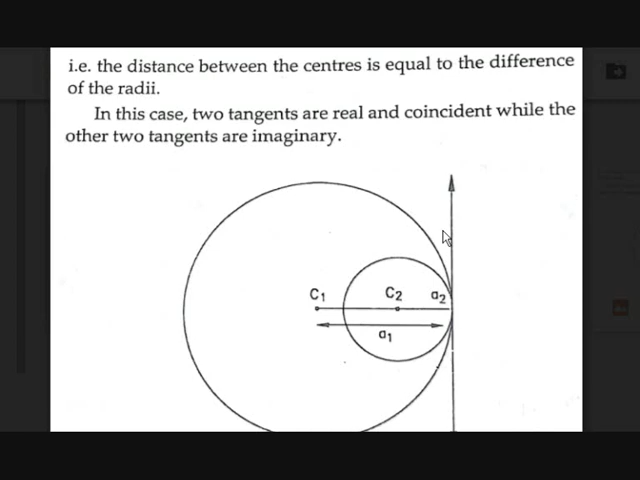 i.e. the distance between the centres is equal to the difference
of the radii.
In this case, two tangents are real and coincident while the
other two tangents are imaginary.
C1 C2 a2
a1